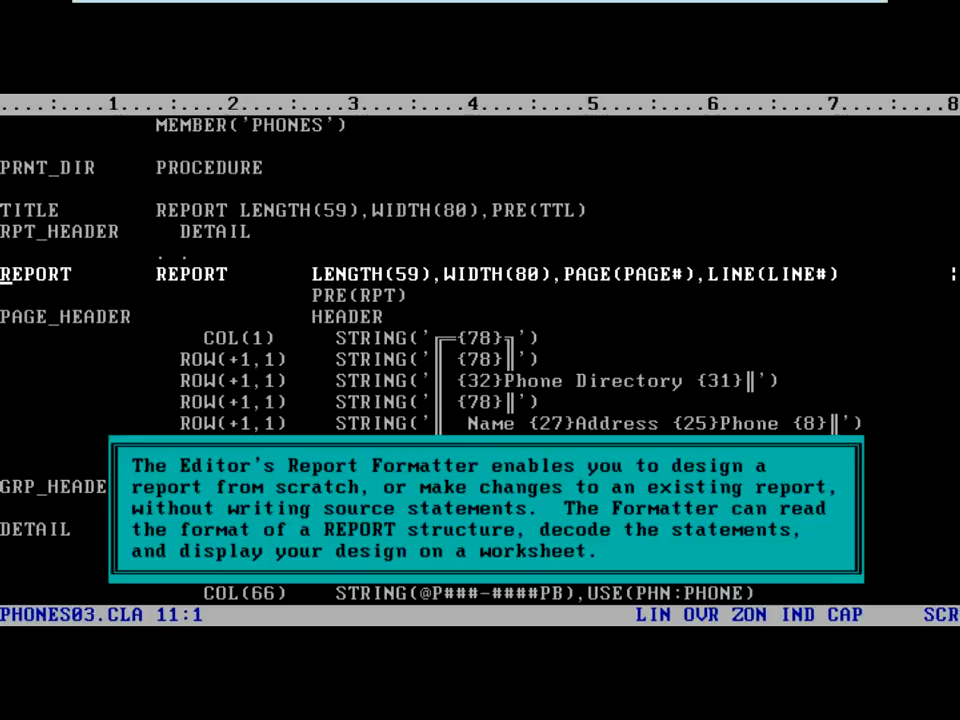 ....:....1....:....2....:....3....:....4....:....5....:....6....:....7....:....8
MEMBER('PHONES')
PRNT_DIR PROCEDURE
TITLE REPORT LENGTH(59),WIDTH(80),PRE(TTL)
RPT_HEADER DETAIL
. .
REPORT REPORT LENGTH(59),WIDTH(80),PAGE(PAGE#),LINE(LINE#) ¦
PRE(RPT)
PAGE_HEADER HEADER
COL(1) STRING('╔═{78}╗')
ROW(+1,1) STRING('║ {78}║')
ROW(+1,1) STRING('║ {32}Phone Directory {31}║')
ROW(+1,1) STRING('║ {78}║')
ROW(+1,1) STRING('║  Name {27}Address {25}Phone {8}║')
The Editor's Report Formatter enables you to design a
report from scratch, or make changes to an existing report,
without writing source statements.  The Formatter can read
the format of a REPORT structure, decode the statements,
and display your design on a worksheet.
GRP_HEADE
DETAIL
COL(66) STRING(@P###-####PB),USE(PHN:PHONE)
PHONES03.CLA 11:1 LIN OVR ZON IND CAP SCR